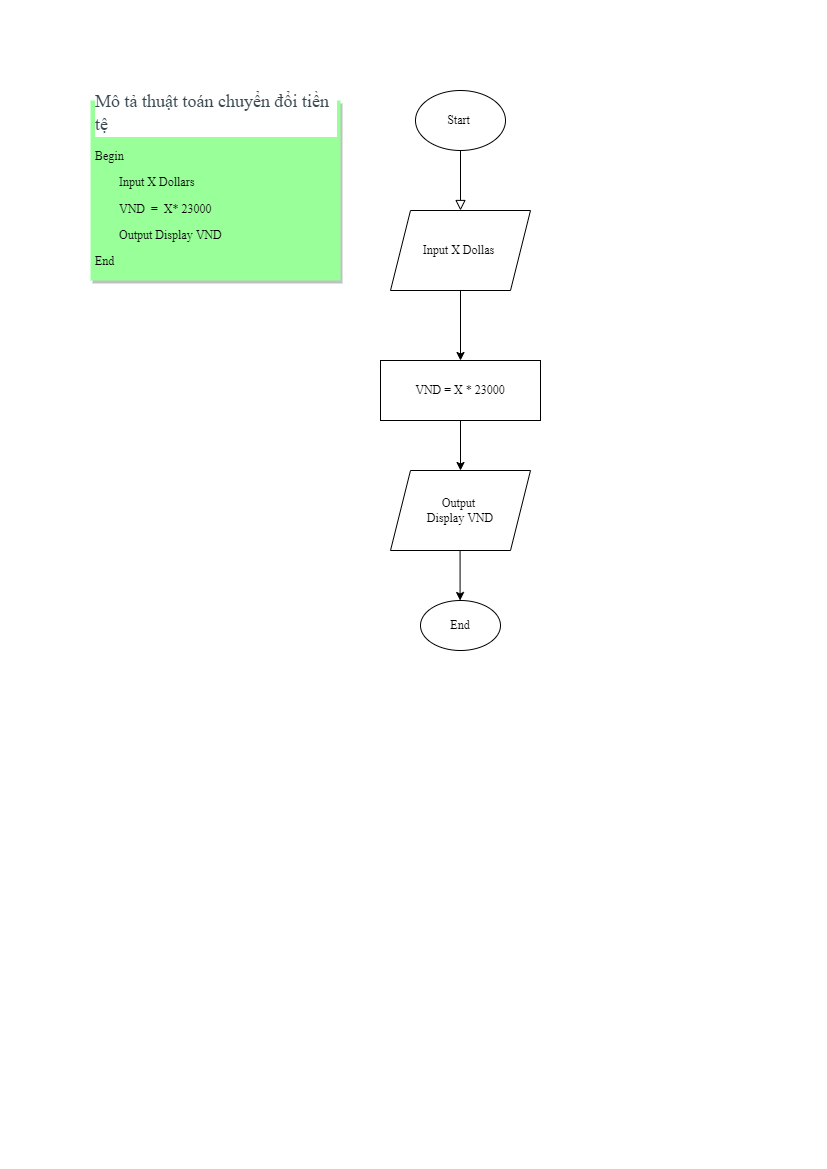 Mô tả thuật toán chuyển đổi tiền
tệ
Begin
Input X Dollars
VND = X* 23000
Output Display VND
End
Start
Input X Dollas
VND = X * 23000
Output
Display VND
End